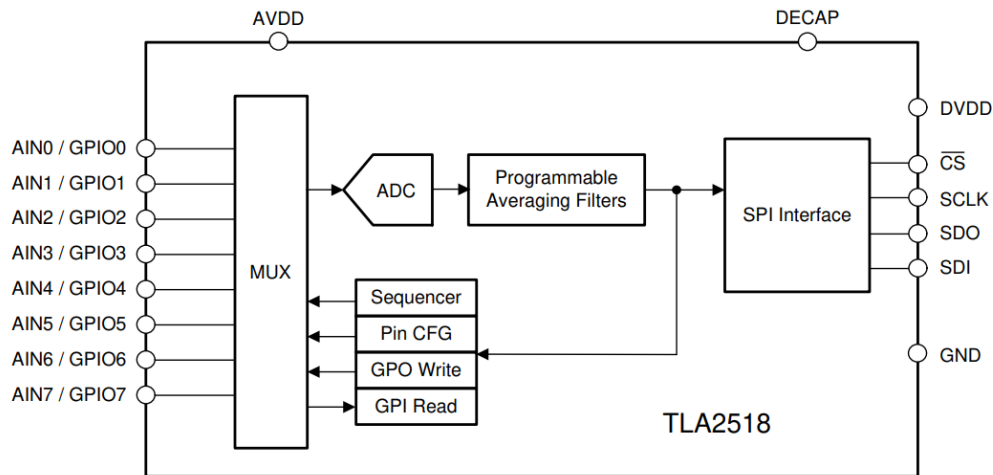 AVDD
DECAP
DVDD
AIN0 / GPIO0
AIN1 / GPIO1
AIN2 / GPIO2
AIN3 / GPIO3
AIN4 / GPIO4
AIN5 / GPIO5
AIN6 / GPIO6
AIN7 / GPIO7
MUX
ADC
Programmable
Averaging Filters
Sequencer
Pin CFG
GPO Write
GPI Read
SPI Interface
CS
SCLK
SDO
SDI
GND
TLA2518